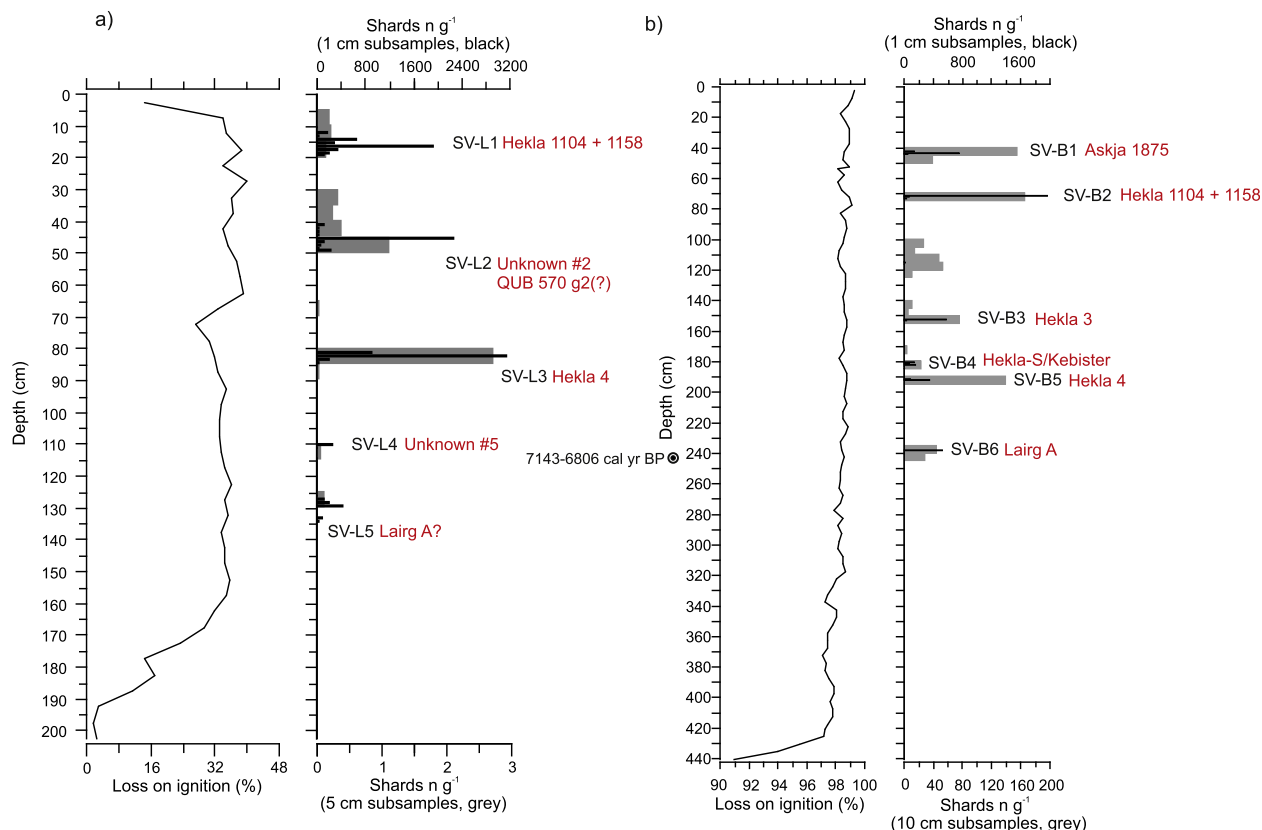 a)
Shards n g⁻¹
(1 cm subsamples, black)
0 800 1600 2400 3200
0
10
20
30
40
50
60
70
80
90
100
110
120
130
140
150
160
170
180
190
200
Depth (cm)
SV-L1 Hekla 1104 + 1158
SV-L2 Unknown #2
QUB 570 g2(?)
SV-L3 Hekla 4
SV-L4 Unknown #5
SV-L5 Lairg A?
0 16 32 48
Loss on ignition (%)
0 1 2 3
Shards n g⁻¹
(5 cm subsamples, grey)
b)
Shards n g⁻¹
(1 cm subsamples, black)
0 800 1600
0
20
40
60
80
100
120
140
160
180
200
220
240
260
280
300
320
340
360
380
400
420
440
Depth (cm)
7143-6806 cal yr BP
SV-B1 Askja 1875
SV-B2 Hekla 1104 + 1158
SV-B3 Hekla 3
SV-B4 Hekla-S/Kebister
SV-B5 Hekla 4
SV-B6 Lairg A
90 92 94 96 98 100
Loss on ignition (%)
0 40 80 120 160 200
Shards n g⁻¹
(10 cm subsamples, grey)